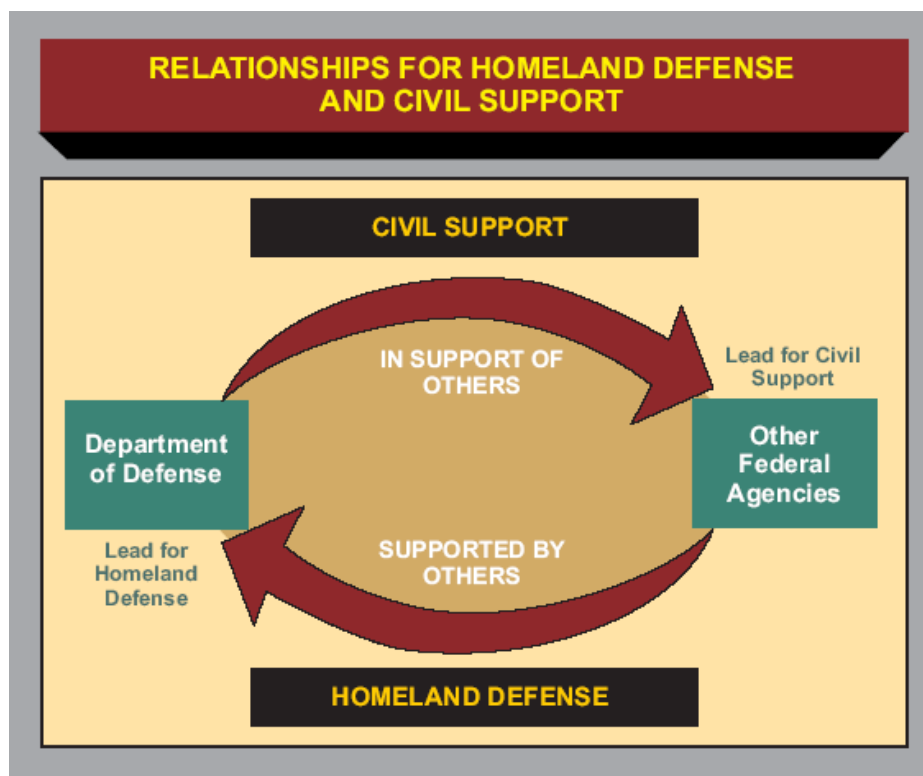 RELATIONSHIPS FOR HOMELAND DEFENSE
AND CIVIL SUPPORT
CIVIL SUPPORT
IN SUPPORT OF
OTHERS
Lead for Civil
Support
Department
of Defense
Other
Federal
Agencies
Lead for
Homeland
Defense
SUPPORTED BY
OTHERS
HOMELAND DEFENSE